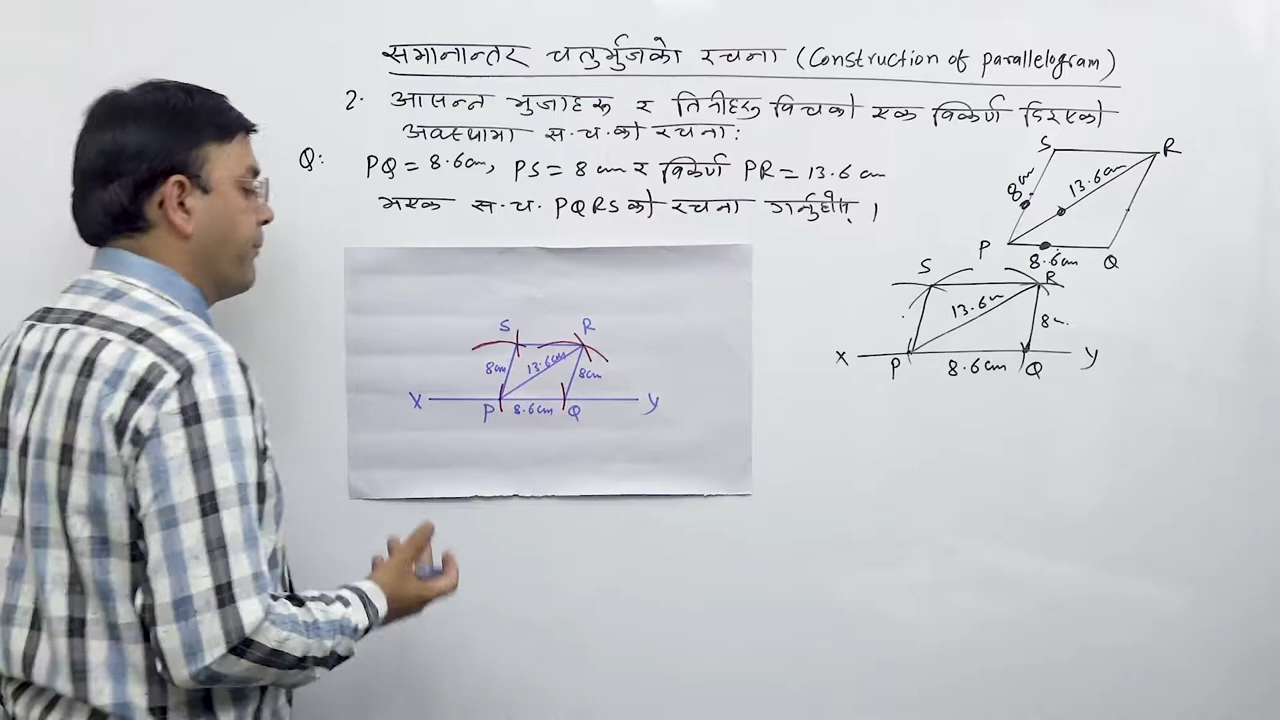 समानान्तर चतुर्भुजको रचना (Construction of parallelogram)
2. आसन्न भुजाहरु र तिनीहरु बिचको एक विकर्ण दिएको
अवस्थामा स.च.को रचना:
Q: PQ = 8.6cm, PS = 8 cm र विकर्ण PR = 13.6 cm
भएको स.च. PQRS को रचना गर्नुहोस् ।
S R
8cm 13.6cm
P 8.6cm Q
S R
13.6cm 8cm
X P 8.6cm Q Y
S R
8cm 13.6cm 8cm
X P 8.6cm Q Y